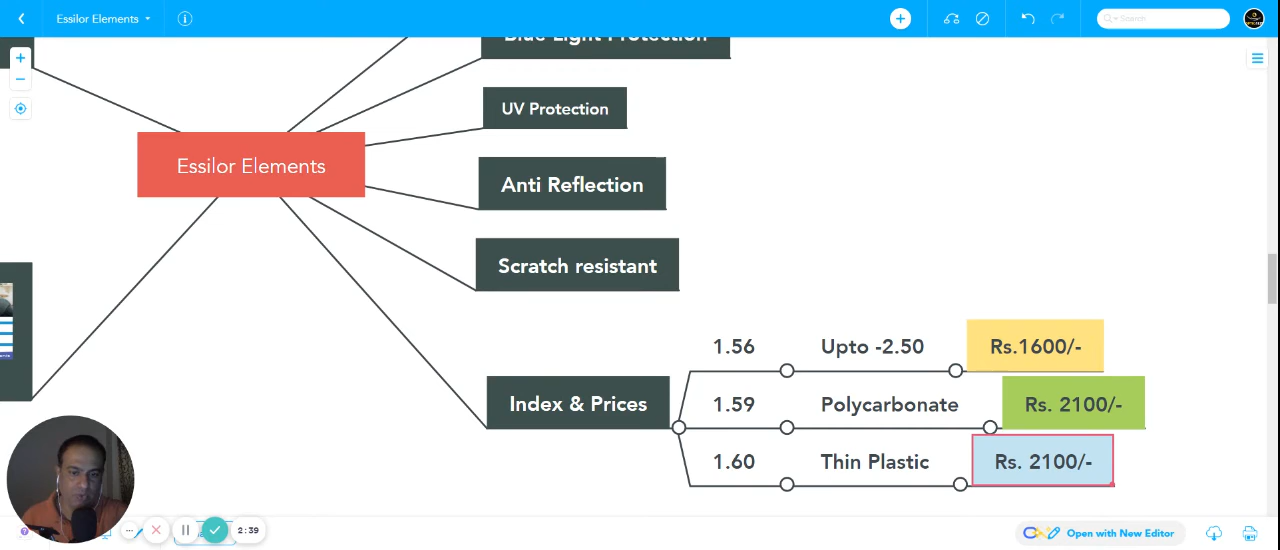 Essilor Elements
Search
Blue Light Protection
UV Protection
Essilor Elements
Anti Reflection
Scratch resistant
1.56 Upto -2.50 Rs.1600/-
Index & Prices
1.59 Polycarbonate Rs. 2100/-
1.60 Thin Plastic Rs. 2100/-
2:39
Open with New Editor